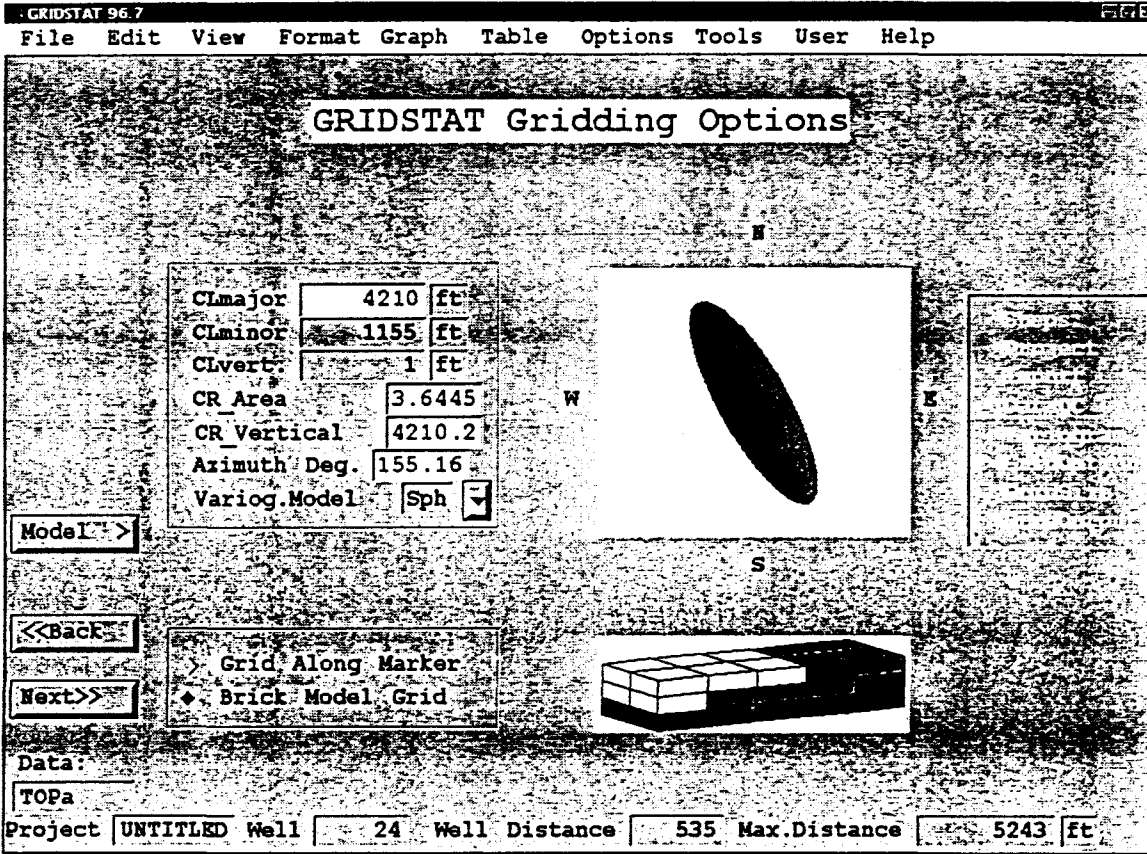 GRIDSTAT 96.7
File Edit View Format Graph Table Options Tools User Help
GRIDSTAT Gridding Options
N
CLmajor 4210 ft
CLminor 1155 ft
CLvert. 1 ft
CR_Area 3.6445
W
E
CR_Vertical 4210.2
Azimuth Deg. 155.16
Variog.Model Sph
Model >
S
<<Back
Grid Along Marker
Next>>
Brick Model Grid
Data:
TOPa
Project UNTITLED Well 24 Well Distance 535 Max.Distance 5243 ft